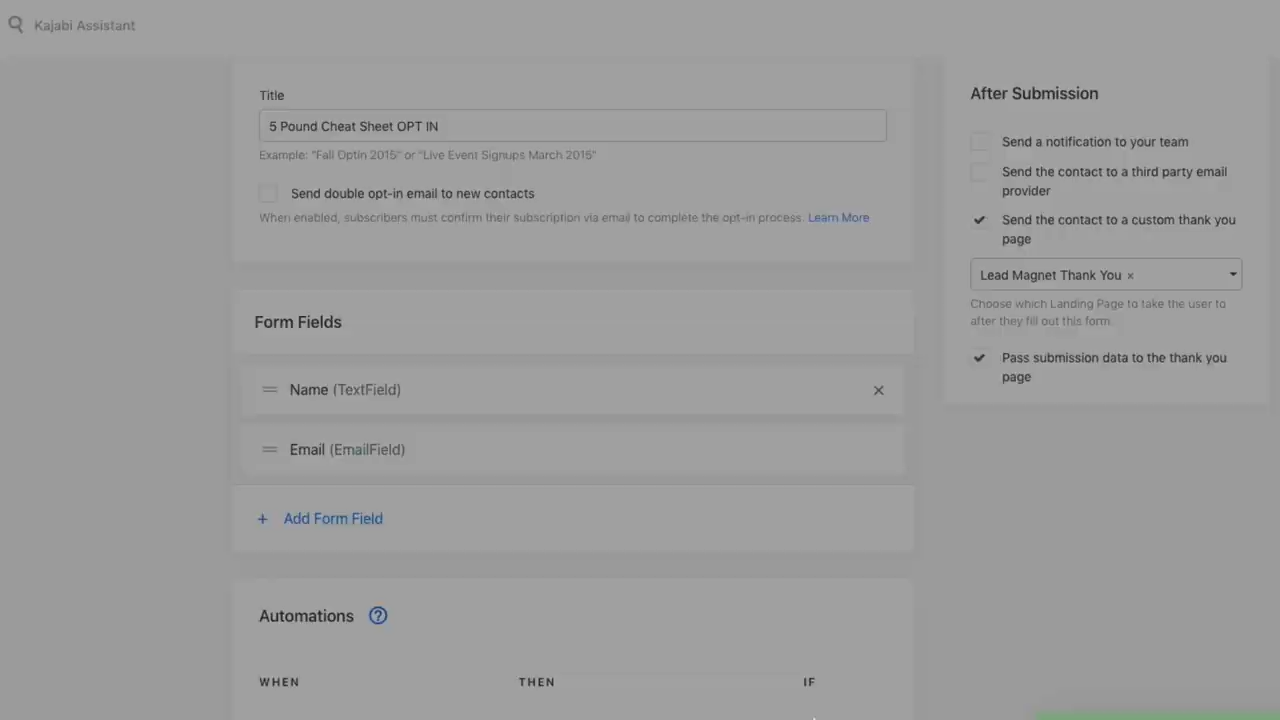 Kajabi Assistant
Title
5 Pound Cheat Sheet OPT IN
Example: "Fall Optin 2015" or "Live Event Signups March 2015"
Send double opt-in email to new contacts
When enabled, subscribers must confirm their subscription via email to complete the opt-in process. Learn More
Form Fields
Name (TextField)
Email (EmailField)
+ Add Form Field
Automations ?
WHEN THEN IF
After Submission
Send a notification to your team
Send the contact to a third party email
provider
Send the contact to a custom thank you
page
Lead Magnet Thank You ×
Choose which Landing Page to take the user to
after they fill out this form.
Pass submission data to the thank you
page